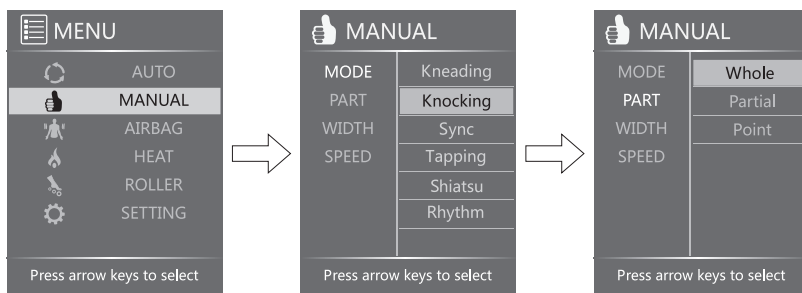 MENU
AUTO
MANUAL
AIRBAG
HEAT
ROLLER
SETTING
Press arrow keys to select
MANUAL
MODE Kneading
PART Knocking
WIDTH Sync
SPEED Tapping
Shiatsu
Rhythm
Press arrow keys to select
MANUAL
MODE Whole
PART Partial
WIDTH Point
SPEED
Press arrow keys to select